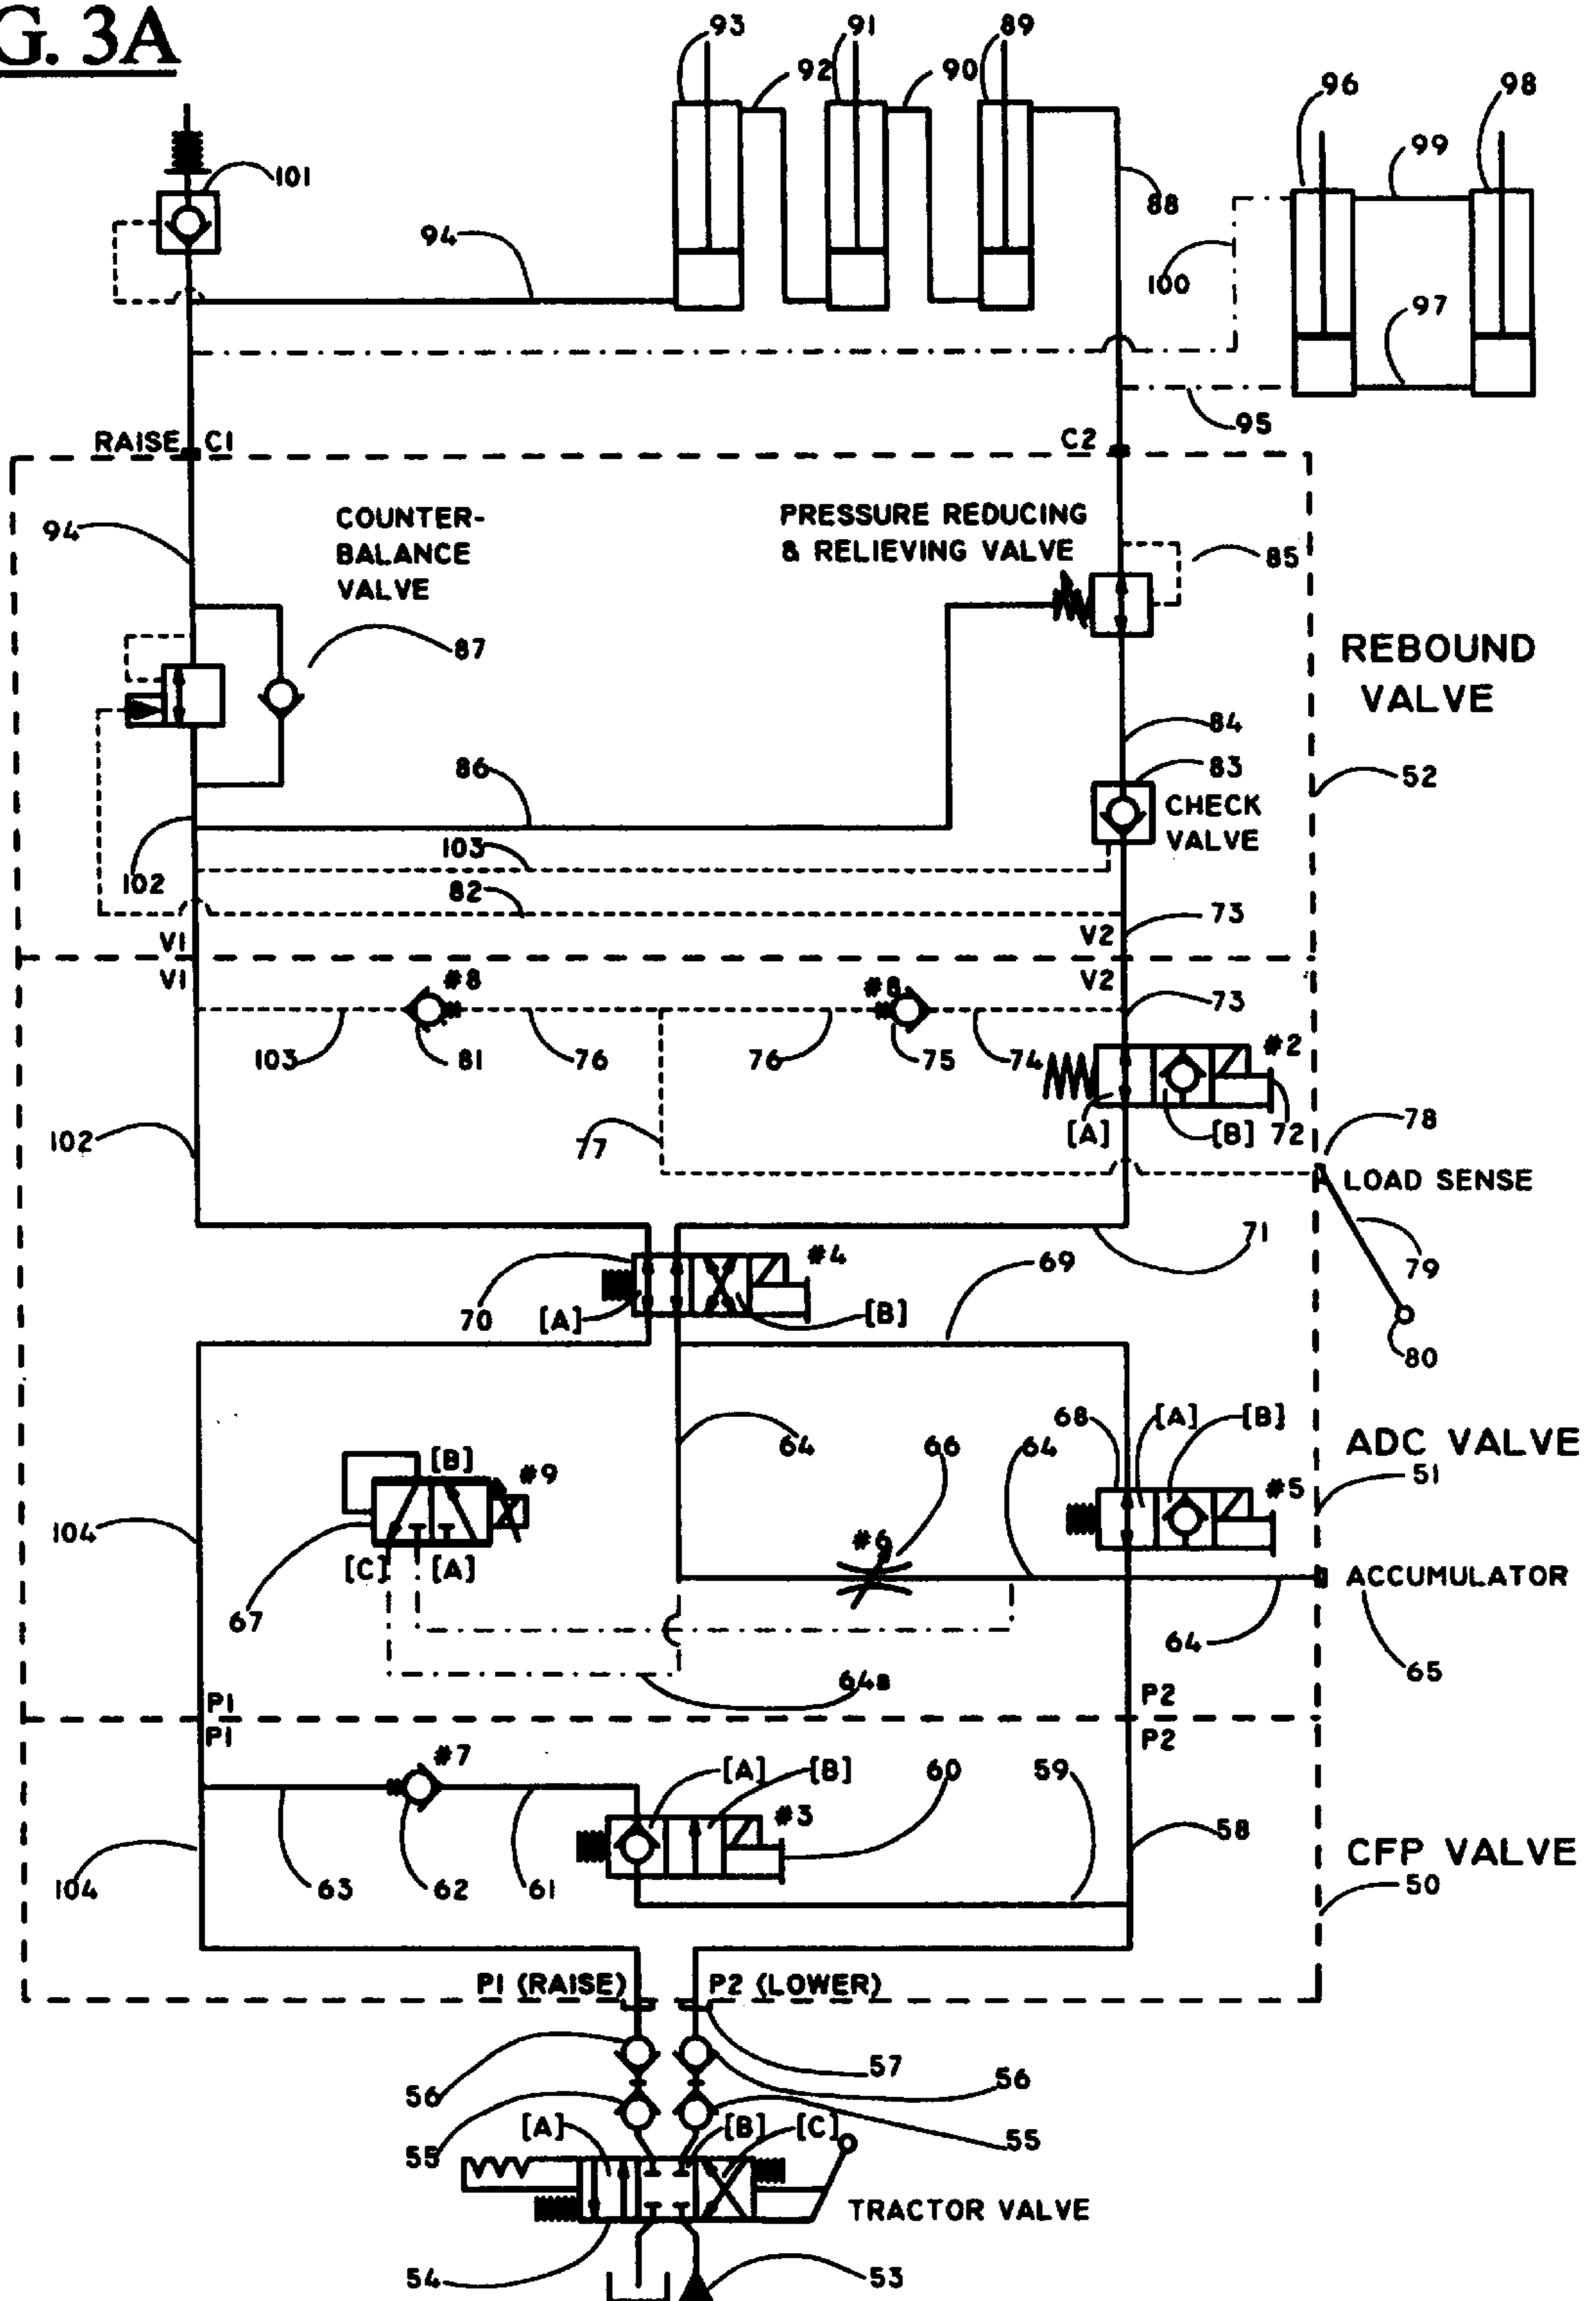 G. 3A
93
91
89
92
90
96
98
101
99
88
94
100
97
95
RAISE C1
C2
COUNTER-
BALANCE
VALVE
PRESSURE REDUCING
& RELIEVING VALVE
94
85
87
REBOUND
VALVE
84
86
83
52
CHECK
VALVE
103
102
82
73
V1
V2
V1
V2
#8
#8
73
103
81
76
76
75
74
#2
102
77
[A]
[B]
72
78
LOAD SENSE
71
#4
69
79
70
[A]
[B]
80
68
[A]
[B]
64
66
64
ADC VALVE
[B]
#9
#5
51
104
#6
[C]
[A]
ACCUMULATOR
67
64
65
64a
P1
P2
P1
P2
#7
[A]
[B]
60
59
#3
58
CFP VALVE
104
63
62
61
50
P1 (RAISE)
P2 (LOWER)
57
56
56
[A]
[B]
[C]
55
55
TRACTOR VALVE
54
53